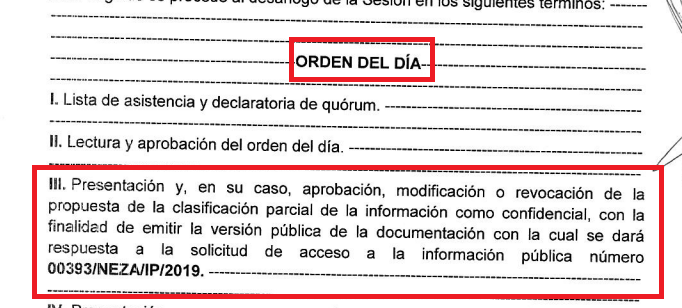 se procedió al desahogo de la Sesión en los siguientes términos: -------
ORDEN DEL DÍA
I. Lista de asistencia y declaratoria de quórum. ----------
II. Lectura y aprobación del orden del día. ----------
III. Presentación y, en su caso, aprobación, modificación o revocación de la
propuesta de la clasificación parcial de la información como confidencial, con la
finalidad de emitir la versión pública de la documentación con la cual se dará
respuesta a la solicitud de acceso a la información pública número
00393/NEZA/IP/2019. ----------